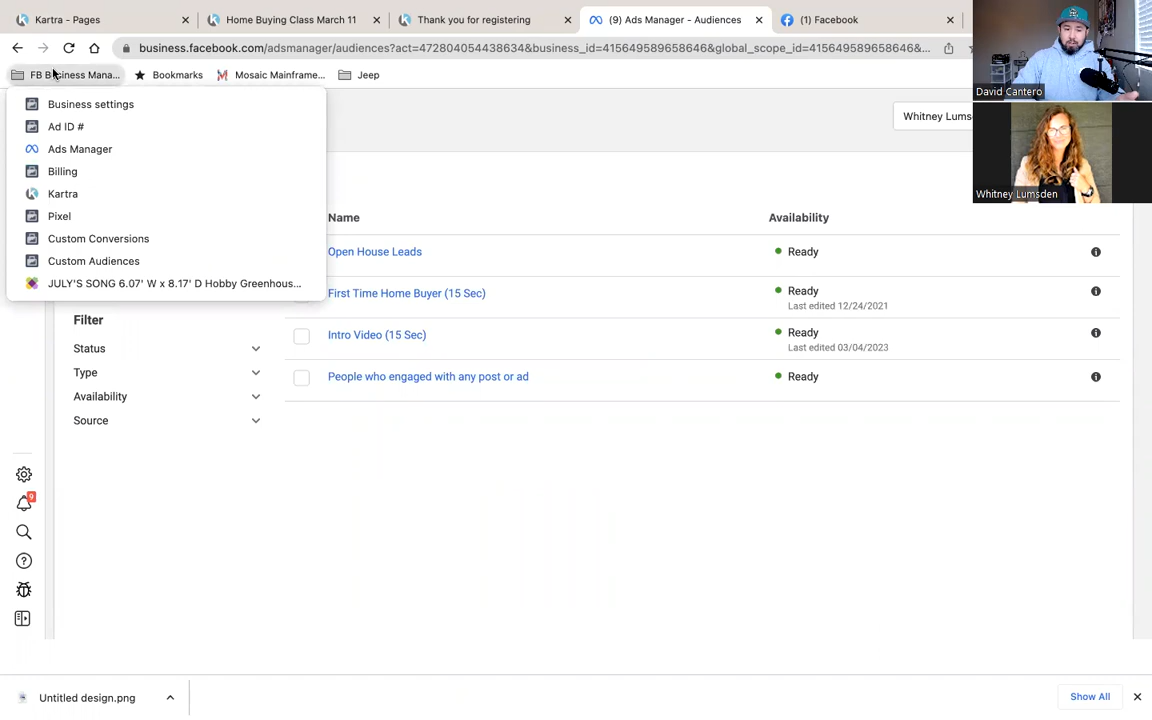 Kartra - Pages
Home Buying Class March 11
Thank you for registering
(9) Ads Manager - Audiences
(1) Facebook
business.facebook.com/adsmanager/audiences?act=472804054438634&business_id=415649589658646&global_scope_id=415649589658646&...
FB Business Mana...
Bookmarks
Mosaic Mainframe...
Jeep
David Cantero
Whitney Lumsden
Business settings
Ad ID #
Ads Manager
Billing
Kartra
Pixel
Custom Conversions
Custom Audiences
JULY'S SONG 6.07' W x 8.17' D Hobby Greenhous...
Whitney Lums
Name
Availability
Open House Leads
Ready
First Time Home Buyer (15 Sec)
Ready
Last edited 12/24/2021
Intro Video (15 Sec)
Ready
Last edited 03/04/2023
People who engaged with any post or ad
Ready
Filter
Status
Type
Availability
Source
9
Untitled design.png
Show All